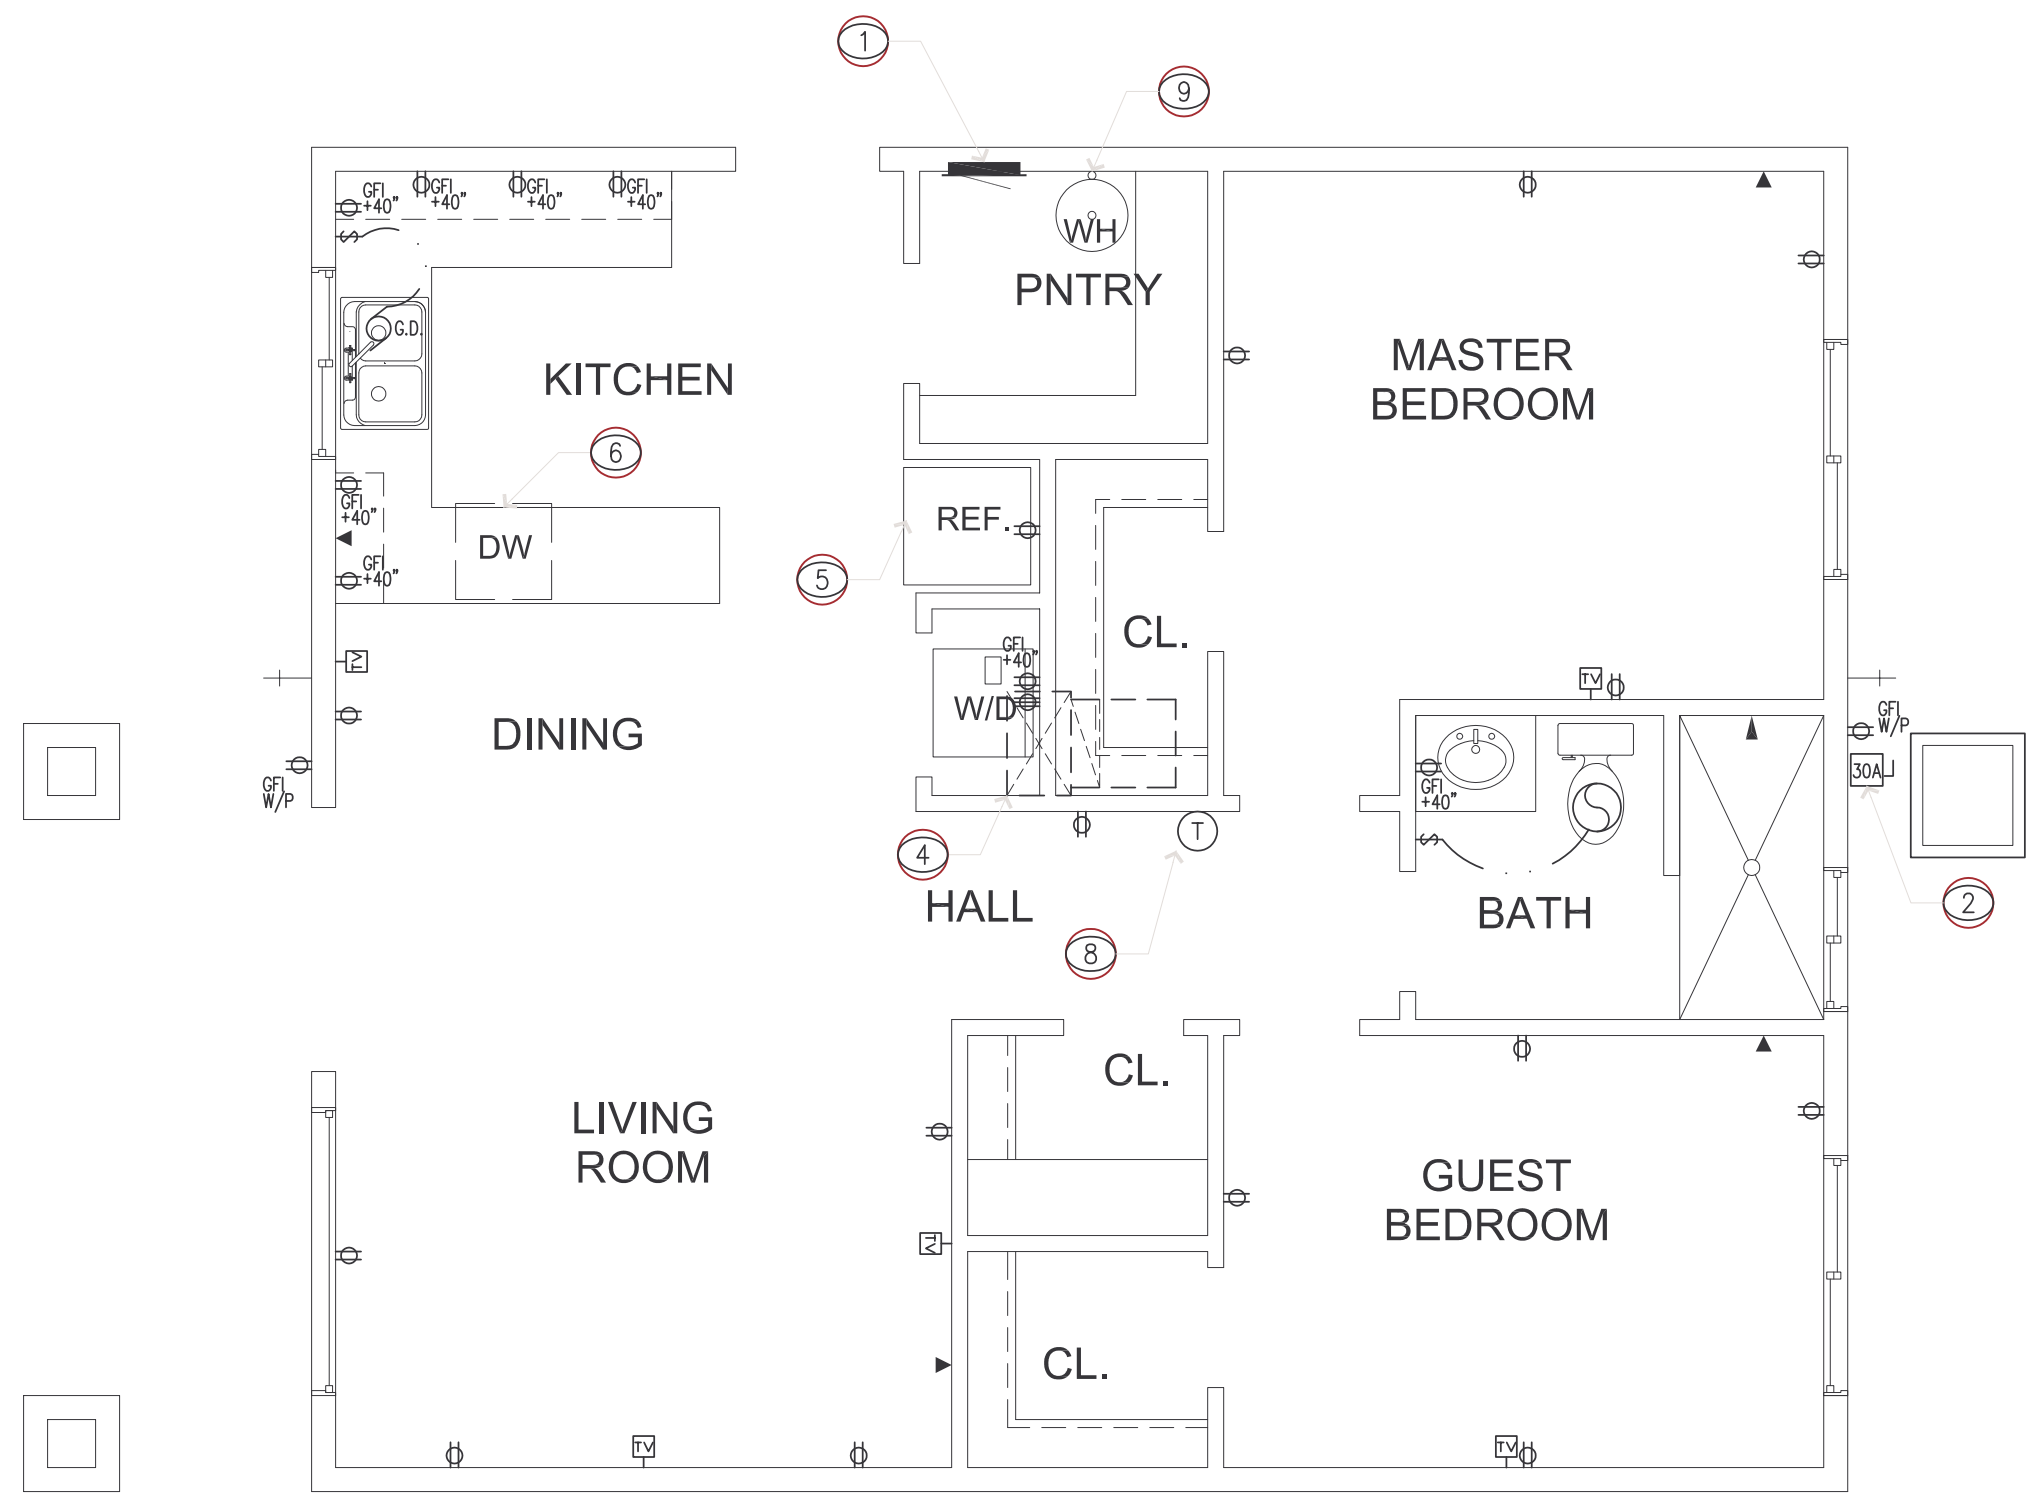 1
9
GFI
+40"
GFI
+40"
GFI
+40"
GFI
+40"
WH
PNTRY
G.D.
KITCHEN
MASTER
BEDROOM
6
GFI
+40"
REF.
DW
5
GFI
+40"
CL.
GFI
+40"
TV
TV
W/D
DINING
GFI
W/P
GFI
W/P
30A
GFI
+40"
T
4
HALL
BATH
2
8
CL.
LIVING
ROOM
GUEST
BEDROOM
TV
CL.
TV
TV